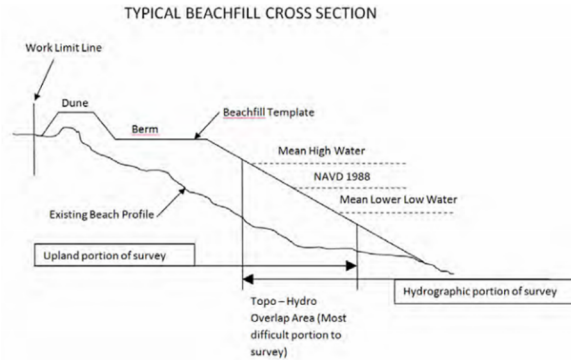 TYPICAL BEACHFILL CROSS SECTION
Work Limit Line
Dune
Beachfill Template
Berm
Mean High Water
NAVD 1988
Mean Lower Low Water
Existing Beach Profile
Upland portion of survey
Hydrographic portion of survey
Topo – Hydro
Overlap Area (Most
difficult portion to
survey)